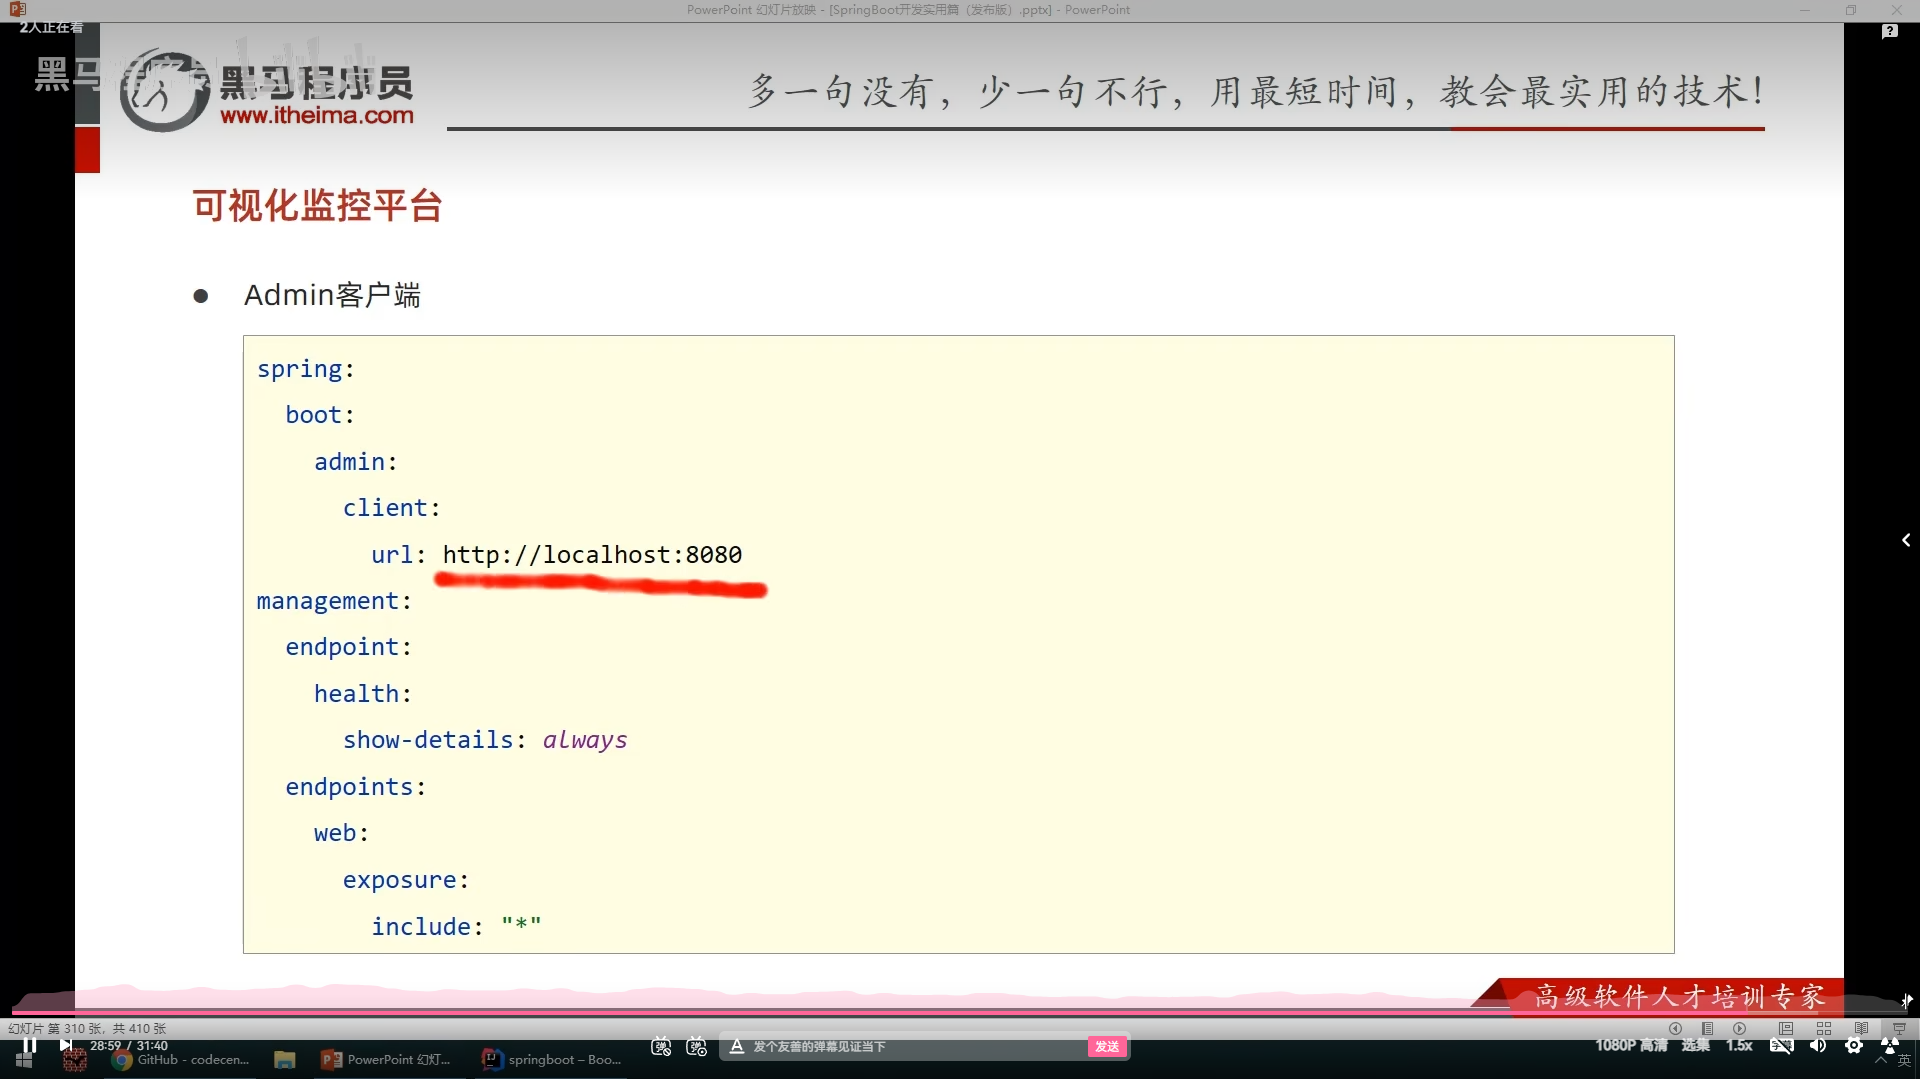 PowerPoint 幻灯片放映 - [SpringBoot开发实用篇（发布版）.pptx] - PowerPoint
2人正在看
黑马程序员
www.itheima.com
多一句没有，少一句不行，用最短时间，教会最实用的技术！
可视化监控平台
● Admin客户端
spring:
  boot:
    admin:
      client:
        url: http://localhost:8080
management:
  endpoint:
    health:
      show-details: always
  endpoints:
    web:
      exposure:
        include: "*"
高级软件人才培训专家
幻灯片 第 310 张，共 410 张
28:59 / 31:40
发个友善的弹幕见证当下
发送
1080P 高清
选集
1.5x
GitHub - codecen...
PowerPoint 幻灯...
springboot – Boo...
英